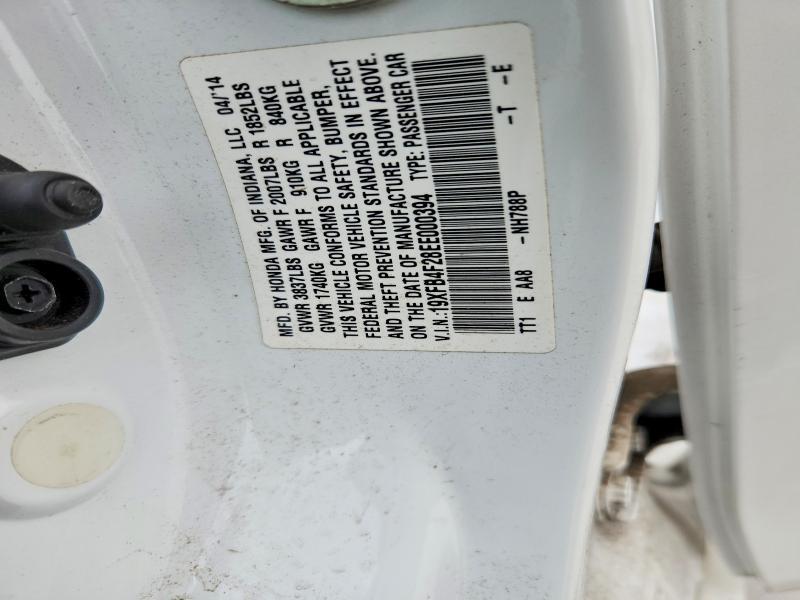 MFD. BY HONDA MFG. OF INDIANA, LLC 04/'14
GVWR 3837LBS GAWR F 2007LBS R 1852LBS
GVWR 1740KG GAWR F 910KG R 840KG
THIS VEHICLE CONFORMS TO ALL APPLICABLE
FEDERAL MOTOR VEHICLE SAFETY, BUMPER,
AND THEFT PREVENTION STANDARDS IN EFFECT
ON THE DATE OF MANUFACTURE SHOWN ABOVE.
V.I.N.:19XFB4F28EE000394 TYPE: PASSENGER CAR
TT1 E AA8 -NH788P -T -E